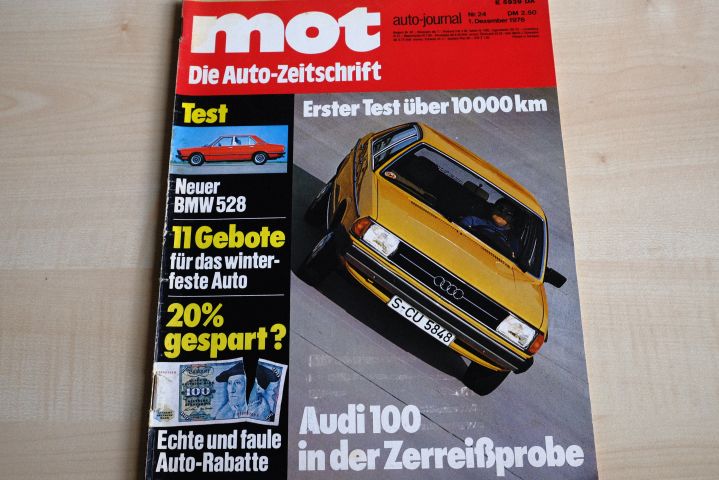 mot
auto-journal
Nr. 24
1. Dezember 1976
DM 2,50
Die Auto-Zeitschrift
Test
Neuer
BMW 528
11 Gebote
für das winter-
feste Auto
20%
gespart?
100
Echte und faule
Auto-Rabatte
Erster Test über 10000 km
S-CU 5848
Audi 100
in der Zerreißprobe